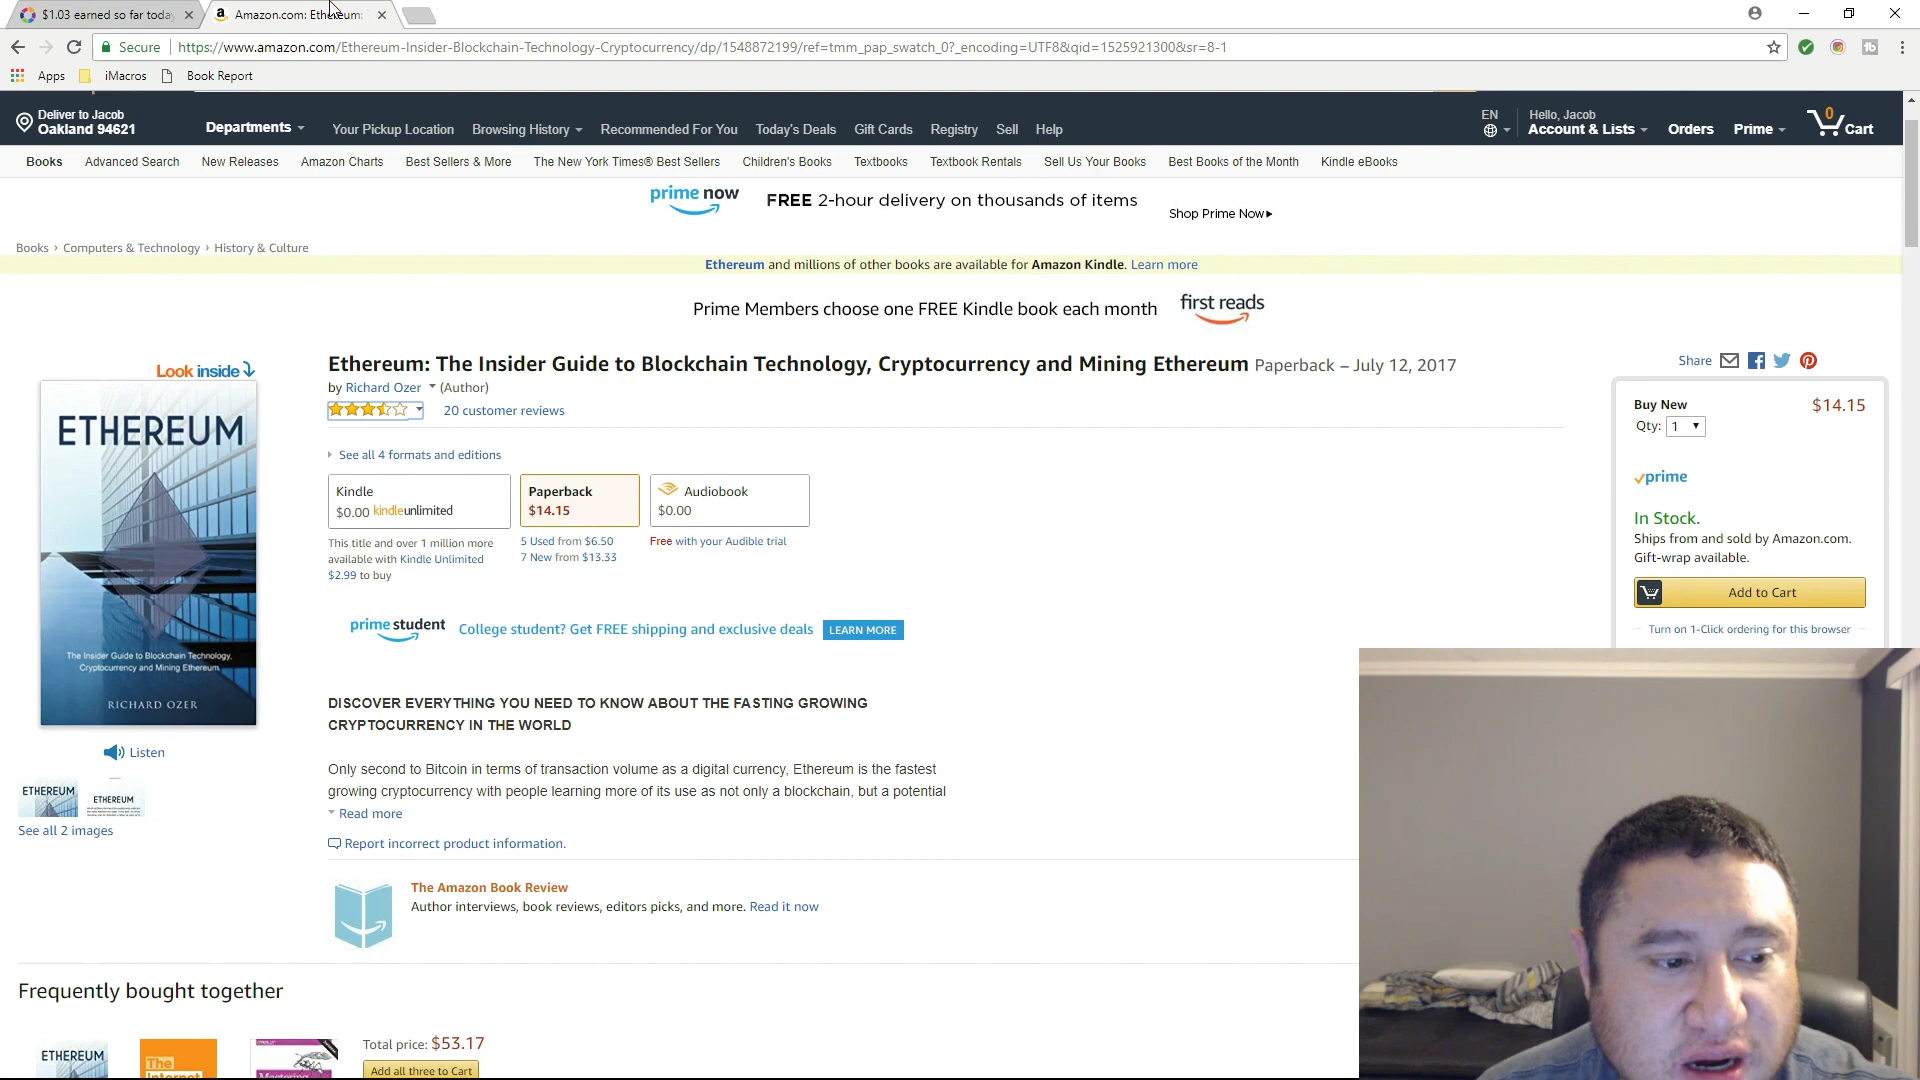 $1.03 earned so far today
Amazon.com: Ethereum:
Secure
https://www.amazon.com/Ethereum-Insider-Blockchain-Technology-Cryptocurrency/dp/1548872199/ref=tmm_pap_swatch_0?_encoding=UTF8&qid=1525921300&sr=8-1
Apps iMacros Book Report
Deliver to Jacob
Oakland 94621
Departments Your Pickup Location Browsing History Recommended For You Today's Deals Gift Cards Registry Sell Help
EN
Hello, Jacob
Account & Lists Orders Prime 0 Cart
Books Advanced Search New Releases Amazon Charts Best Sellers & More The New York Times® Best Sellers Children's Books Textbooks Textbook Rentals Sell Us Your Books Best Books of the Month Kindle eBooks
prime now FREE 2-hour delivery on thousands of items Shop Prime Now
Books › Computers & Technology › History & Culture
Ethereum and millions of other books are available for Amazon Kindle. Learn more
Prime Members choose one FREE Kindle book each month first reads
Look inside
ETHEREUM
The Insider Guide to Blockchain Technology,
Cryptocurrency and Mining Ethereum
RICHARD OZER
Listen
ETHEREUM
ETHEREUM
See all 2 images
Ethereum: The Insider Guide to Blockchain Technology, Cryptocurrency and Mining Ethereum Paperback – July 12, 2017
by Richard Ozer (Author)
20 customer reviews
See all 4 formats and editions
Kindle
$0.00 kindleunlimited
This title and over 1 million more
available with Kindle Unlimited
$2.99 to buy
Paperback
$14.15
5 Used from $6.50
7 New from $13.33
Audiobook
$0.00
Free with your Audible trial
prime student College student? Get FREE shipping and exclusive deals LEARN MORE
DISCOVER EVERYTHING YOU NEED TO KNOW ABOUT THE FASTING GROWING
CRYPTOCURRENCY IN THE WORLD
Only second to Bitcoin in terms of transaction volume as a digital currency, Ethereum is the fastest
growing cryptocurrency with people learning more of its use as not only a blockchain, but a potential
Read more
Report incorrect product information.
The Amazon Book Review
Author interviews, book reviews, editors picks, and more. Read it now
Share
Buy New $14.15
Qty: 1
prime
In Stock.
Ships from and sold by Amazon.com.
Gift-wrap available.
Add to Cart
Turn on 1-Click ordering for this browser
Frequently bought together
ETHEREUM
The
Internet
Mastering
Total price: $53.17
Add all three to Cart